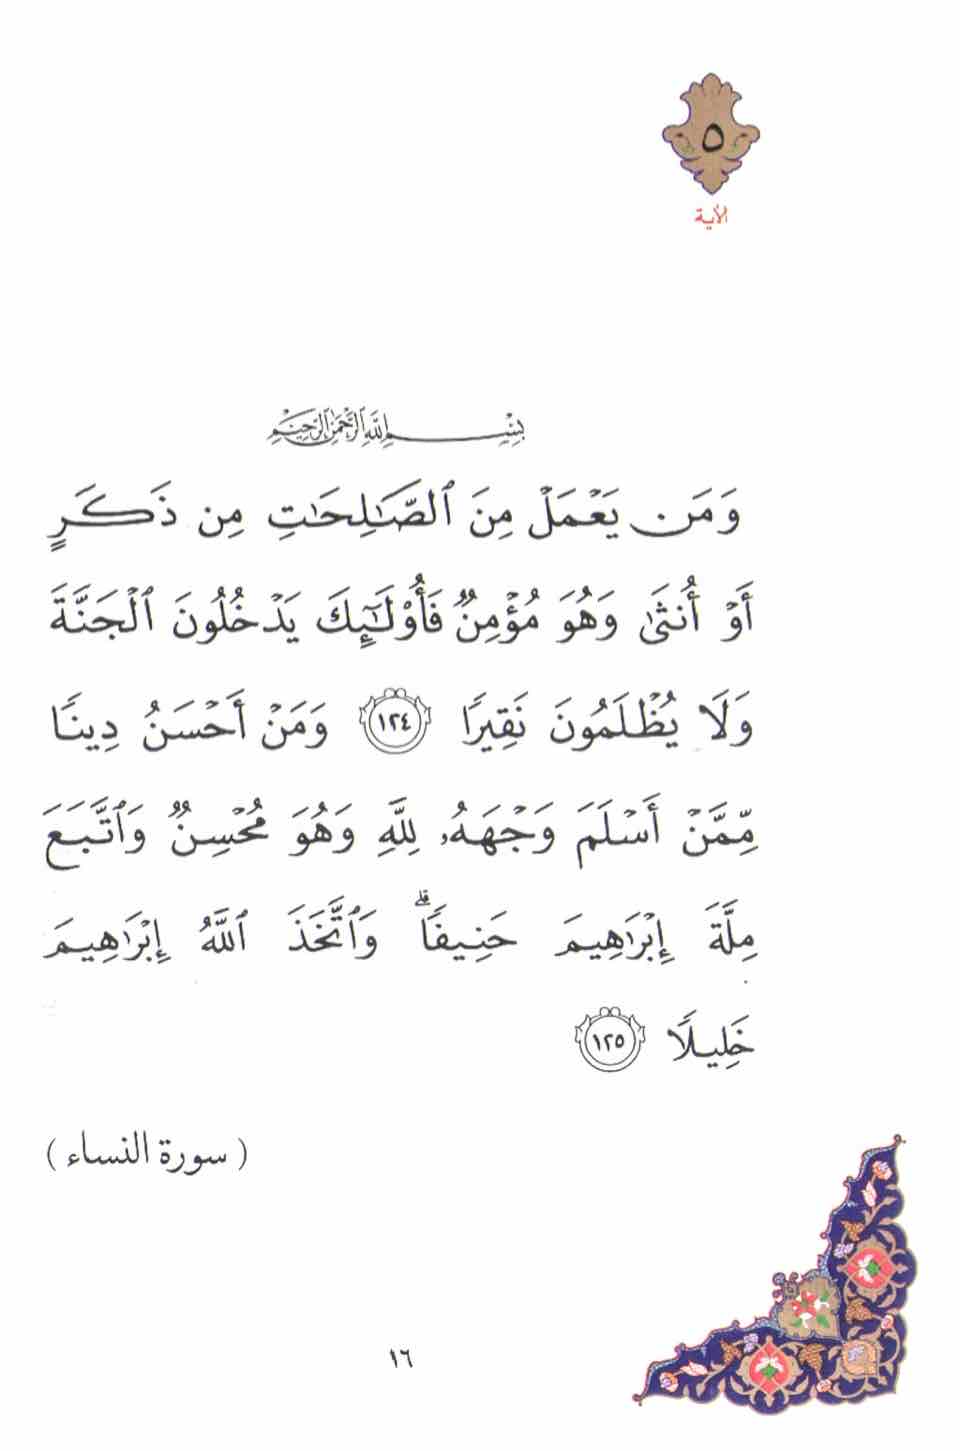 ٥
الآية
بِسْمِ اللَّهِ الرَّحْمَٰنِ الرَّحِيمِ
وَمَن يَعْمَلْ مِنَ ٱلصَّٰلِحَٰتِ مِن ذَكَرٍ
أَوْ أُنثَىٰ وَهُوَ مُؤْمِنٌ فَأُو۟لَٰٓئِكَ يَدْخُلُونَ ٱلْجَنَّةَ
وَلَا يُظْلَمُونَ نَقِيرًا ١٢٤ وَمَنْ أَحْسَنُ دِينًا
مِّمَّنْ أَسْلَمَ وَجْهَهُۥ لِلَّهِ وَهُوَ مُحْسِنٌ وَٱتَّبَعَ
مِلَّةَ إِبْرَٰهِيمَ حَنِيفًا ۗ وَٱتَّخَذَ ٱللَّهُ إِبْرَٰهِيمَ
خَلِيلًا ١٢٥
( سورة النساء )
١٦